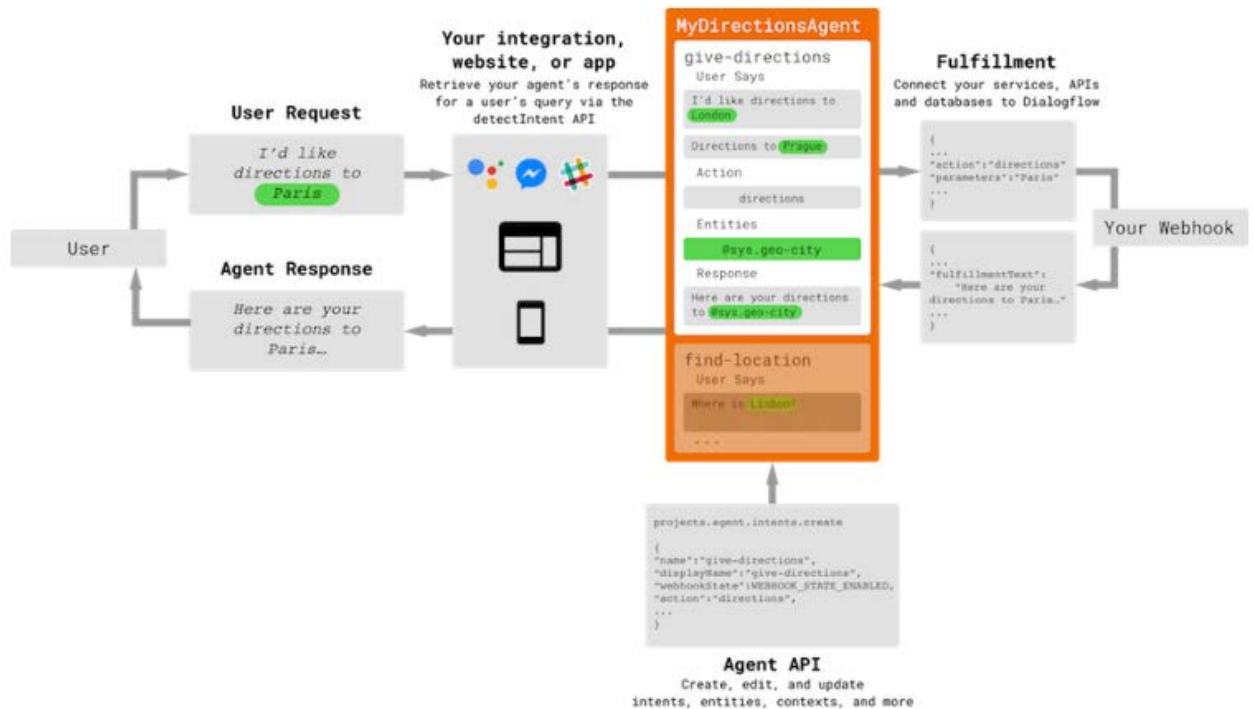 User
User Request
I'd like
directions to
Paris
Agent Response
Here are your
directions to
Paris…
Your integration,
website, or app
Retrieve your agent's response
for a user's query via the
detectIntent API
MyDirectionsAgent
give-directions
User Says
I'd like directions to
London
Directions to Prague
Action
directions
Entities
@sys.geo-city
Response
Here are your directions
to @sys.geo-city
find-location
User Says
Where is Lisbon?
...
Fulfillment
Connect your services, APIs
and databases to Dialogflow
{
...
"action":"directions"
"parameters":"Paris"
...
}
{
...
"fulfillmentText":
"Here are your
directions to Paris…"
...
}
Your Webhook
projects.agent.intents.create
{
"name":"give-directions",
"displayName":"give-directions",
"webhookState":WEBHOOK_STATE_ENABLED,
"action":"directions",
...
}
Agent API
Create, edit, and update
intents, entities, contexts, and more